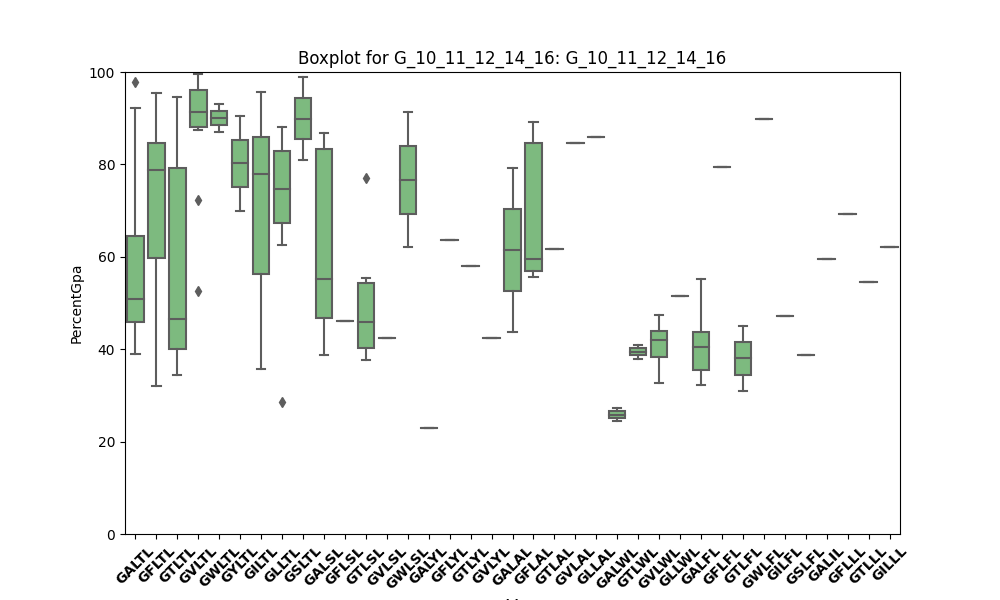 Boxplot for G_10_11_12_14_16: G_10_11_12_14_16
100
80
60
40
20
0
PercentGpa
GALTL GFLTL GTLTL GVLTL GWLTL GYLTL GILTL GLLTL GSLTL GALSL GFLSL GTLSL GVLSL GWLSL GALYL GFLYL GTLYL GVLYL GALAL GFLAL GTLAL GVLAL GLLAL GALWL GTLWL GVLWL GLLWL GALFL GFLFL GTLFL GWLFL GILFL GSLFL GALIL GFLLL GTLLL GILLL